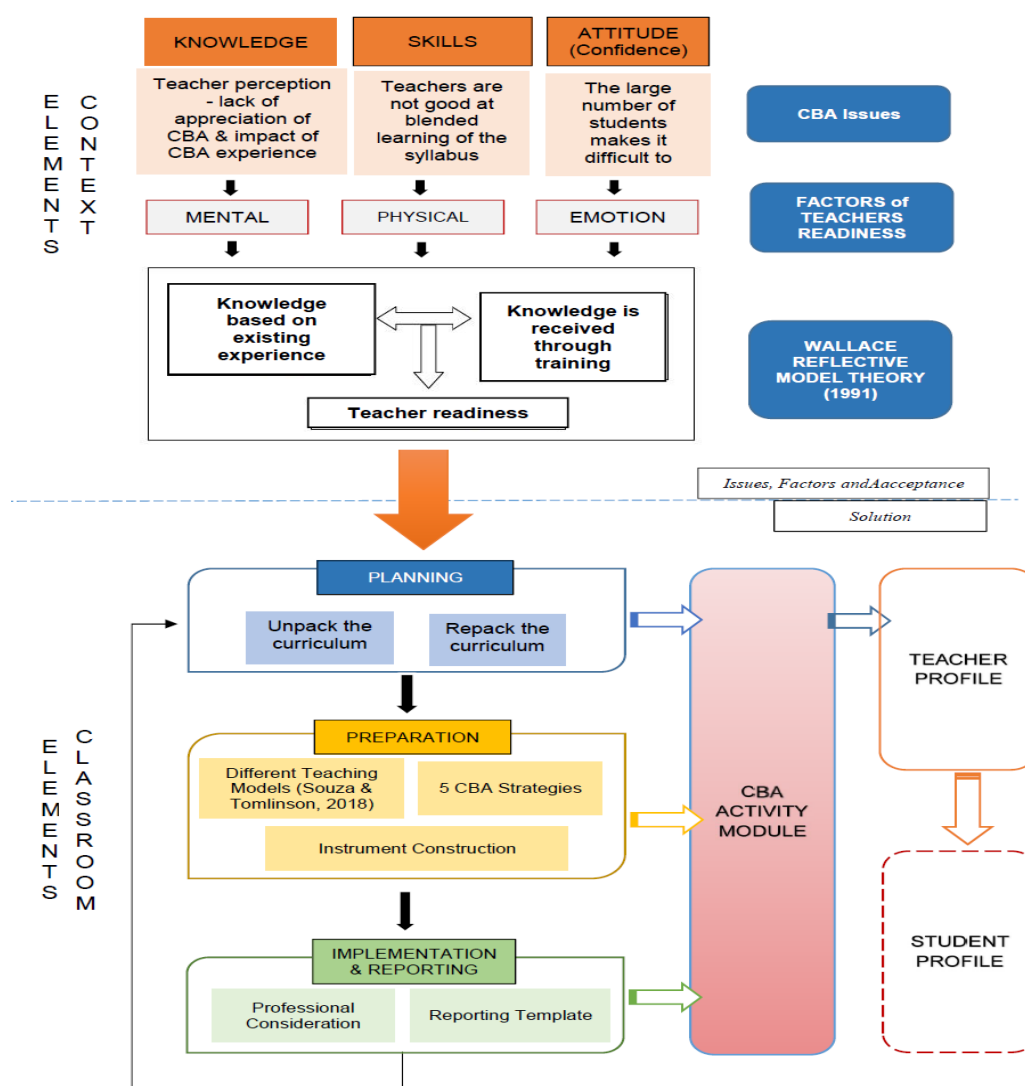 KNOWLEDGE
SKILLS
ATTITUDE
(Confidence)
Teacher perception
- lack of
appreciation of
CBA & impact of
CBA experience
Teachers are
not good at
blended
learning of the
syllabus
The large
number of
students
makes it
difficult to
CBA Issues
ELEMENTS
CONTEXT
MENTAL
PHYSICAL
EMOTION
FACTORS of
TEACHERS
READINESS
Knowledge
based on
existing
experience
Knowledge is
received
through
training
Teacher readiness
WALLACE
REFLECTIVE
MODEL THEORY
(1991)
Issues, Factors andAacceptance
Solution
PLANNING
Unpack the
curriculum
Repack the
curriculum
PREPARATION
Different Teaching
Models (Souza &
Tomlinson, 2018)
5 CBA Strategies
Instrument Construction
ELEMENTS
CLASSROOM
IMPLEMENTATION
& REPORTING
Professional
Consideration
Reporting Template
CBA
ACTIVITY
MODULE
TEACHER
PROFILE
STUDENT
PROFILE